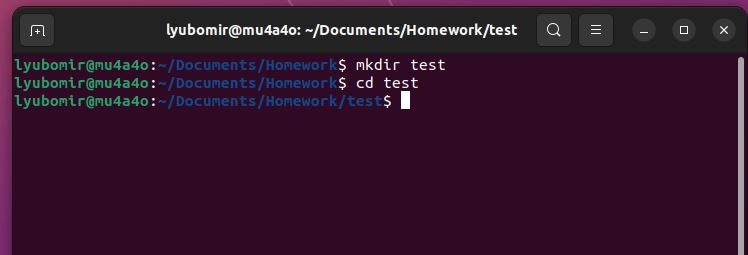 lyubomir@mu4a4o: ~/Documents/Homework/test
lyubomir@mu4a4o:~/Documents/Homework$ mkdir test
lyubomir@mu4a4o:~/Documents/Homework$ cd test
lyubomir@mu4a4o:~/Documents/Homework/test$